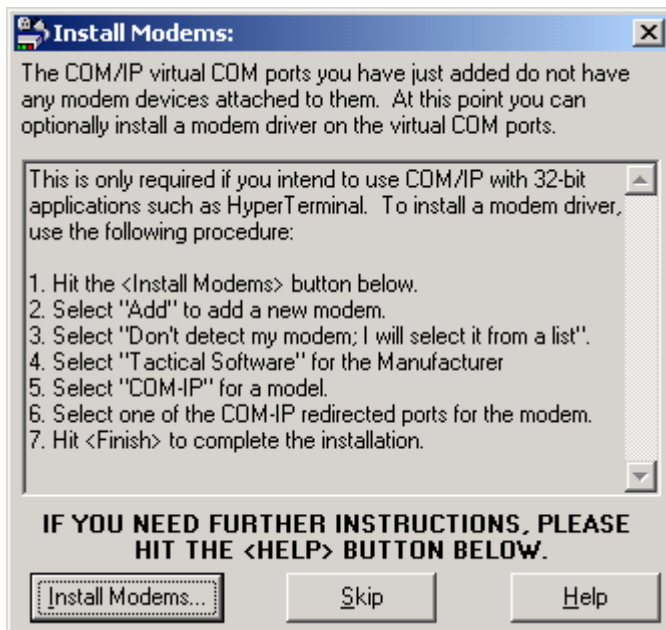 Install Modems:
The COM/IP virtual COM ports you have just added do not have
any modem devices attached to them.  At this point you can
optionally install a modem driver on the virtual COM ports.
This is only required if you intend to use COM/IP with 32-bit
applications such as HyperTerminal.  To install a modem driver,
use the following procedure:
1. Hit the <Install Modems> button below.
2. Select "Add" to add a new modem.
3. Select "Don't detect my modem; I will select it from a list".
4. Select "Tactical Software" for the Manufacturer
5. Select "COM-IP" for a model.
6. Select one of the COM-IP redirected ports for the modem.
7. Hit <Finish> to complete the installation.
IF YOU NEED FURTHER INSTRUCTIONS, PLEASE
HIT THE <HELP> BUTTON BELOW.
Install Modems...
Skip
Help